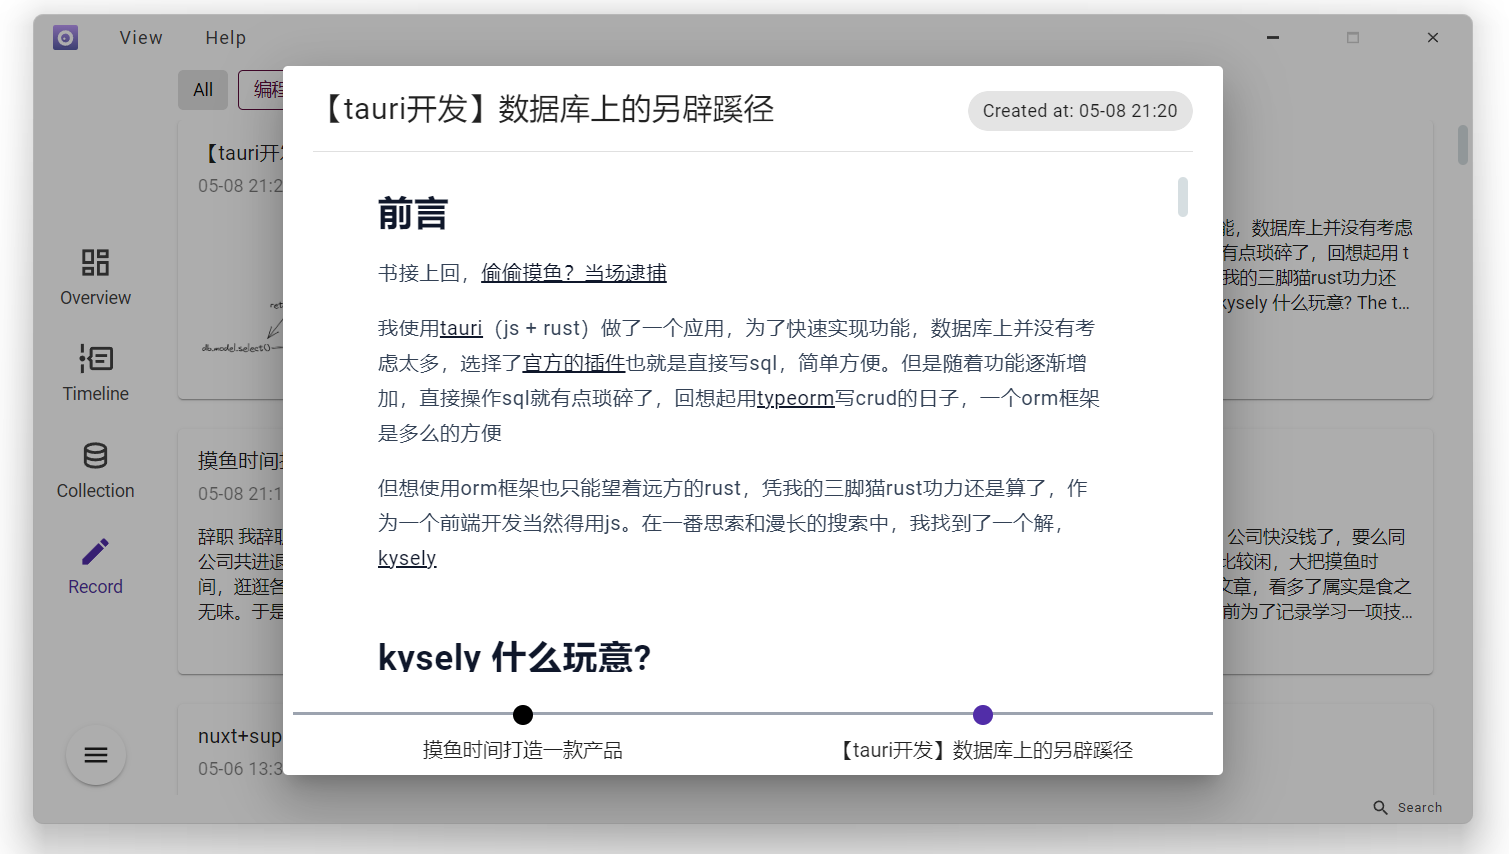 View
Help
All
编程
【tauri开发】数据库上的另辟蹊径
Created at: 05-08 21:20
前言
书接上回，偷偷摸鱼？当场逮捕
我使用tauri（js + rust）做了一个应用，为了快速实现功能，数据库上并没有考
虑太多，选择了官方的插件也就是直接写sql，简单方便。但是随着功能逐渐增
加，直接操作sql就有点琐碎了，回想起用typeorm写crud的日子，一个orm框架
是多么的方便
但想使用orm框架也只能望着远方的rust，凭我的三脚猫rust功力还是算了，作
为一个前端开发当然得用js。在一番思索和漫长的搜索中，我找到了一个解，
kysely
kysely 什么玩意?
摸鱼时间打造一款产品
【tauri开发】数据库上的另辟蹊径
Overview
Timeline
Collection
Record
【tauri开
05-08 21:2
db.model.select()
能，数据库上并没有考虑
有点琐碎了，回想起用 t
我的三脚猫rust功力还
kysely 什么玩意? The t...
摸鱼时间
05-08 21:1
辞职 我辞职
公司共进退
间，逛逛各
无味。于是
公司快没钱了，要么同
比较闲，大把摸鱼时
文章，看多了属实是食之
前为了记录学习一项技...
nuxt+sup
05-06 13:3
Search